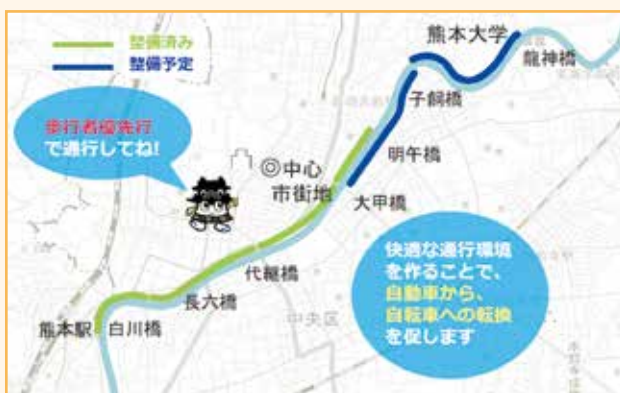 整備済み
整備予定
熊本大学
龍神橋
子飼橋
歩行者優先行
で通行してね!
◎中心
市街地
明午橋
大甲橋
代継橋
長六橋
熊本駅
白川橋
中央区
快適な通行環境
を作ることで、
自動車から、
自転車への転換
を促します